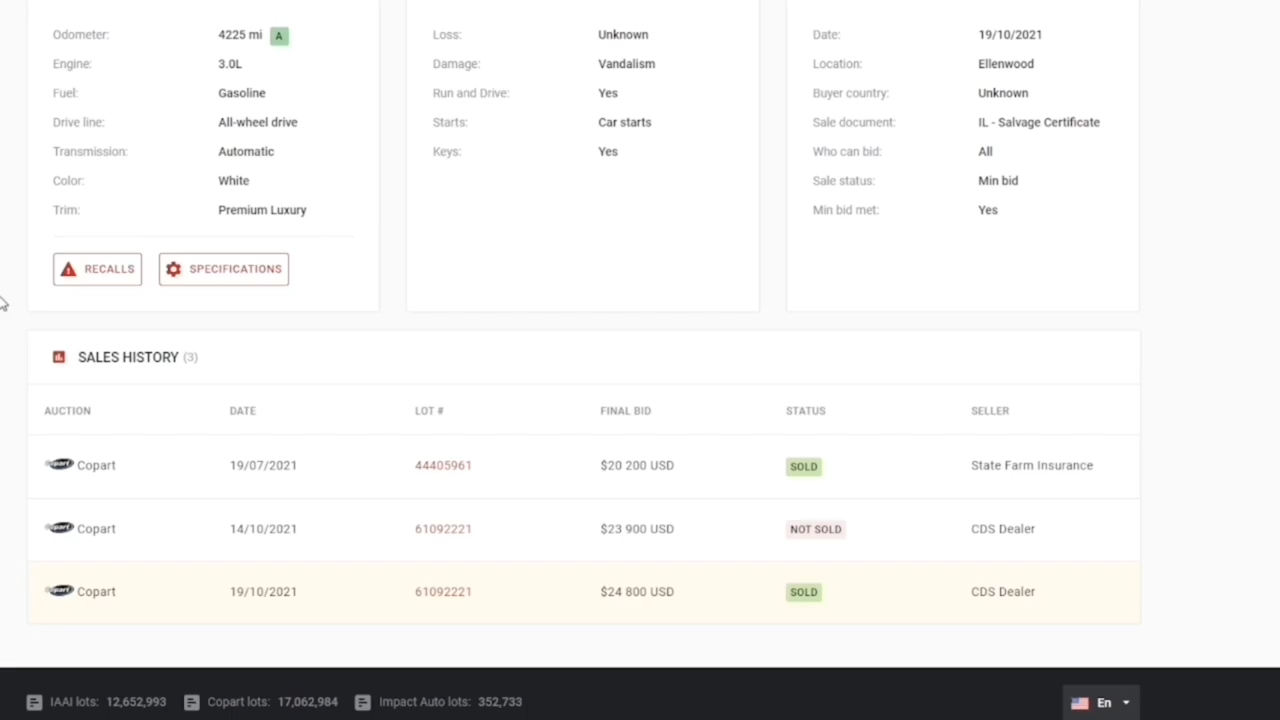 Odometer: 4225 mi A
Engine: 3.0L
Fuel: Gasoline
Drive line: All-wheel drive
Transmission: Automatic
Color: White
Trim: Premium Luxury
RECALLS SPECIFICATIONS
Loss: Unknown
Damage: Vandalism
Run and Drive: Yes
Starts: Car starts
Keys: Yes
Date: 19/10/2021
Location: Ellenwood
Buyer country: Unknown
Sale document: IL - Salvage Certificate
Who can bid: All
Sale status: Min bid
Min bid met: Yes
SALES HISTORY (3)
AUCTION DATE LOT # FINAL BID STATUS SELLER
Copart Copart 19/07/2021 44405961 $20 200 USD SOLD State Farm Insurance
Copart Copart 14/10/2021 61092221 $23 900 USD NOT SOLD CDS Dealer
Copart Copart 19/10/2021 61092221 $24 800 USD SOLD CDS Dealer
IAAI lots: 12,652,993 Copart lots: 17,062,984 Impact Auto lots: 352,733 En